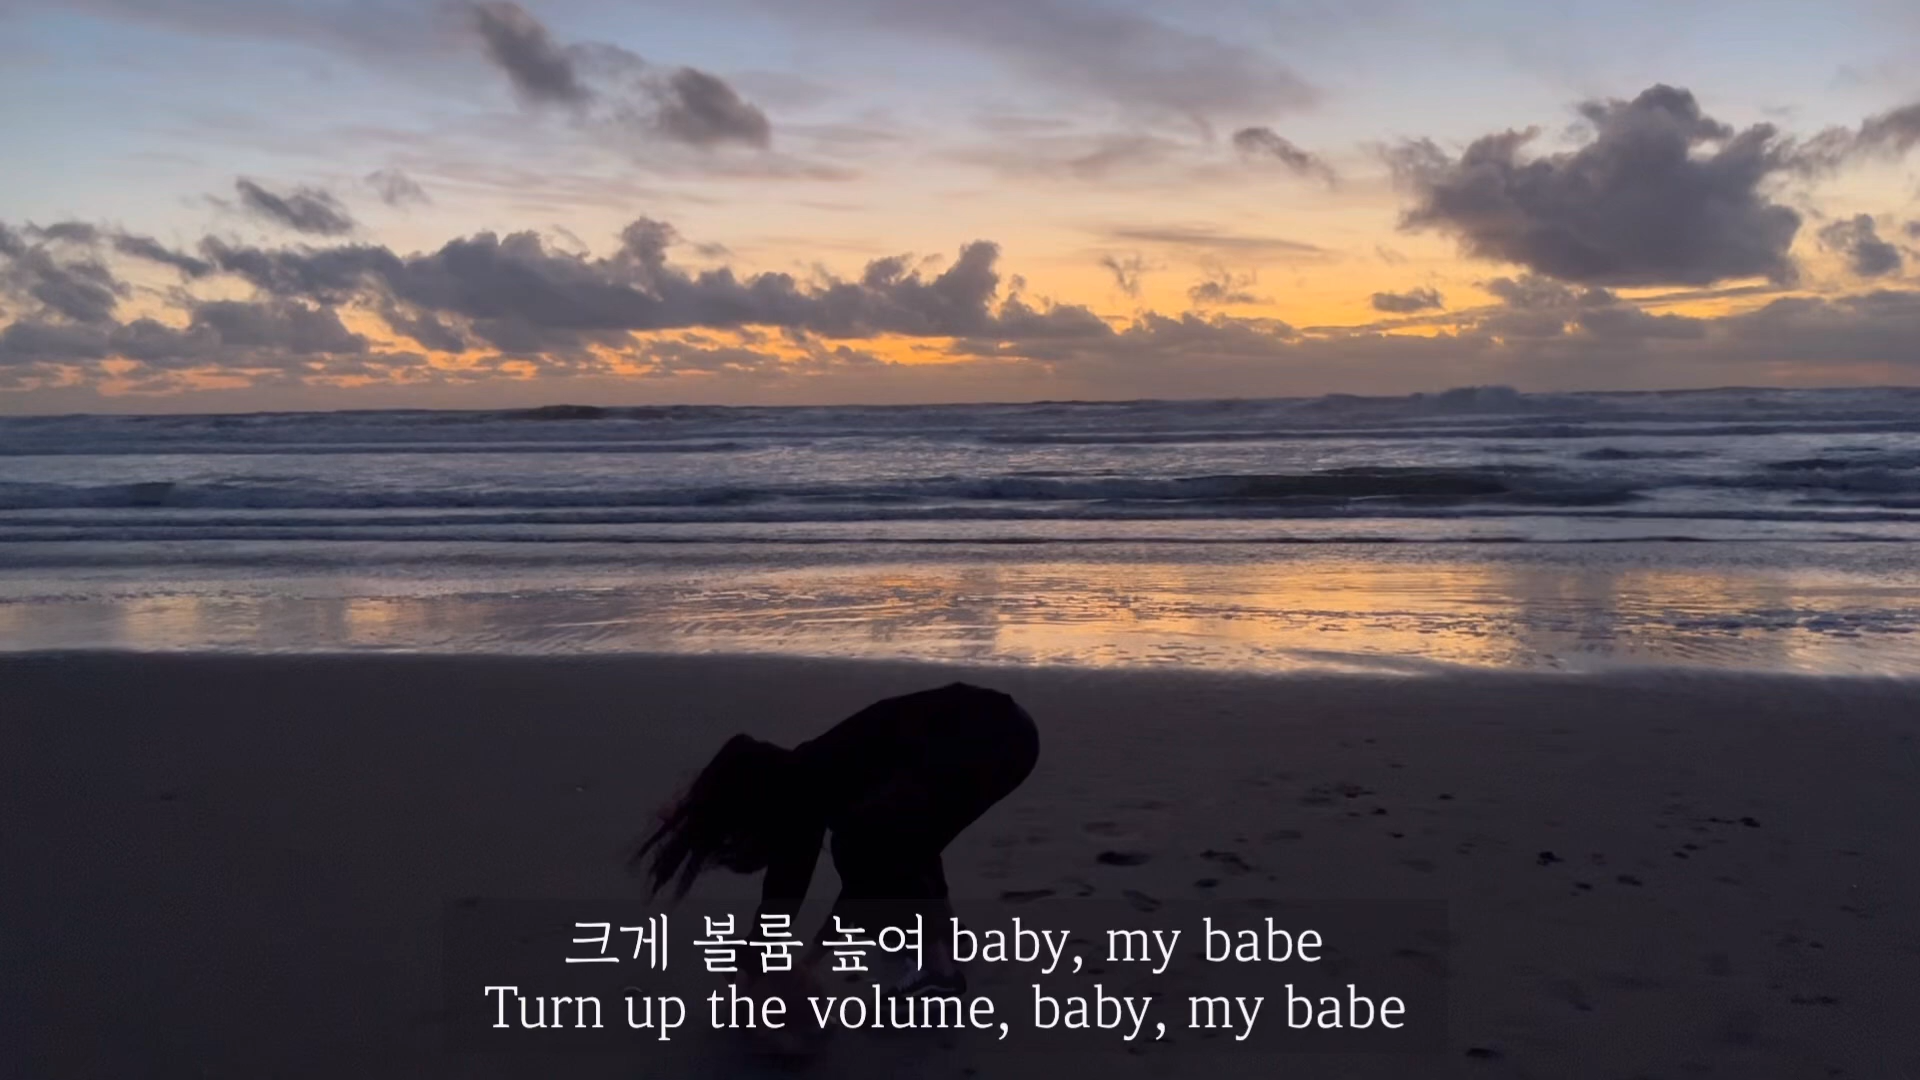 크게 볼륨 높여 baby, my babe
Turn up the volume, baby, my babe